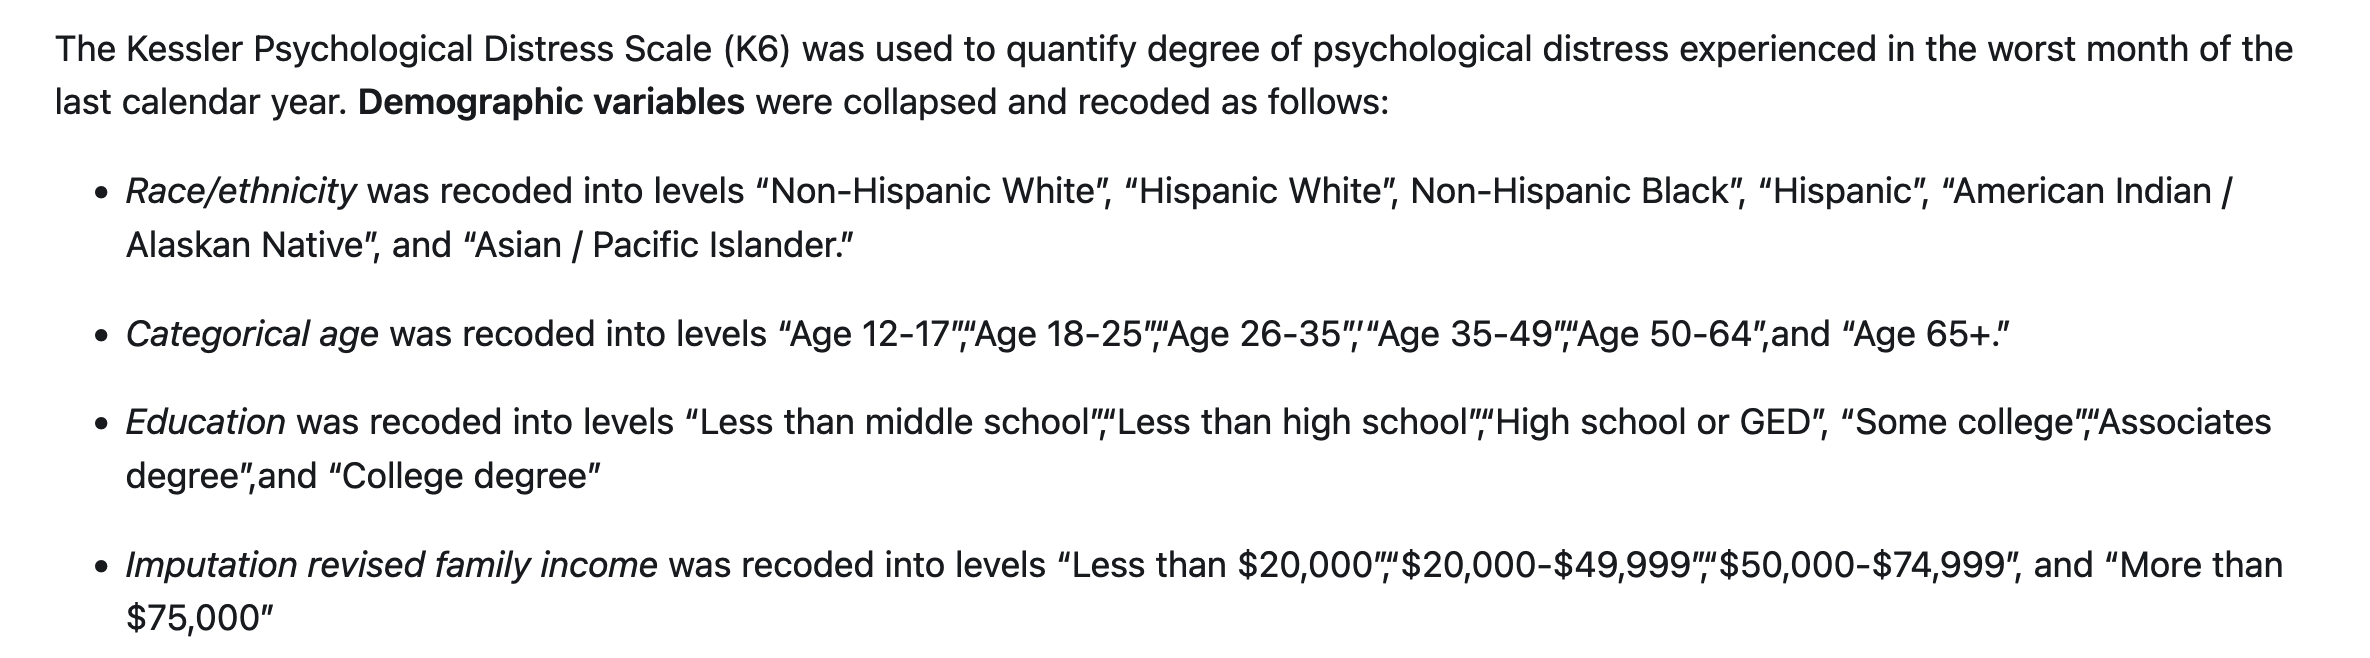 The Kessler Psychological Distress Scale (K6) was used to quantify degree of psychological distress experienced in the worst month of the
last calendar year. Demographic variables were collapsed and recoded as follows:
• Race/ethnicity was recoded into levels “Non-Hispanic White”, “Hispanic White”, Non-Hispanic Black”, “Hispanic”, “American Indian /
Alaskan Native”, and “Asian / Pacific Islander.”
• Categorical age was recoded into levels “Age 12-17”,“Age 18-25”,“Age 26-35”,’“Age 35-49”,“Age 50-64”,and “Age 65+.”
• Education was recoded into levels “Less than middle school”,“Less than high school”,“High school or GED”, “Some college”,“Associates
degree”,and “College degree”
• Imputation revised family income was recoded into levels “Less than $20,000”,“$20,000-$49,999”,“$50,000-$74,999”, and “More than
$75,000”